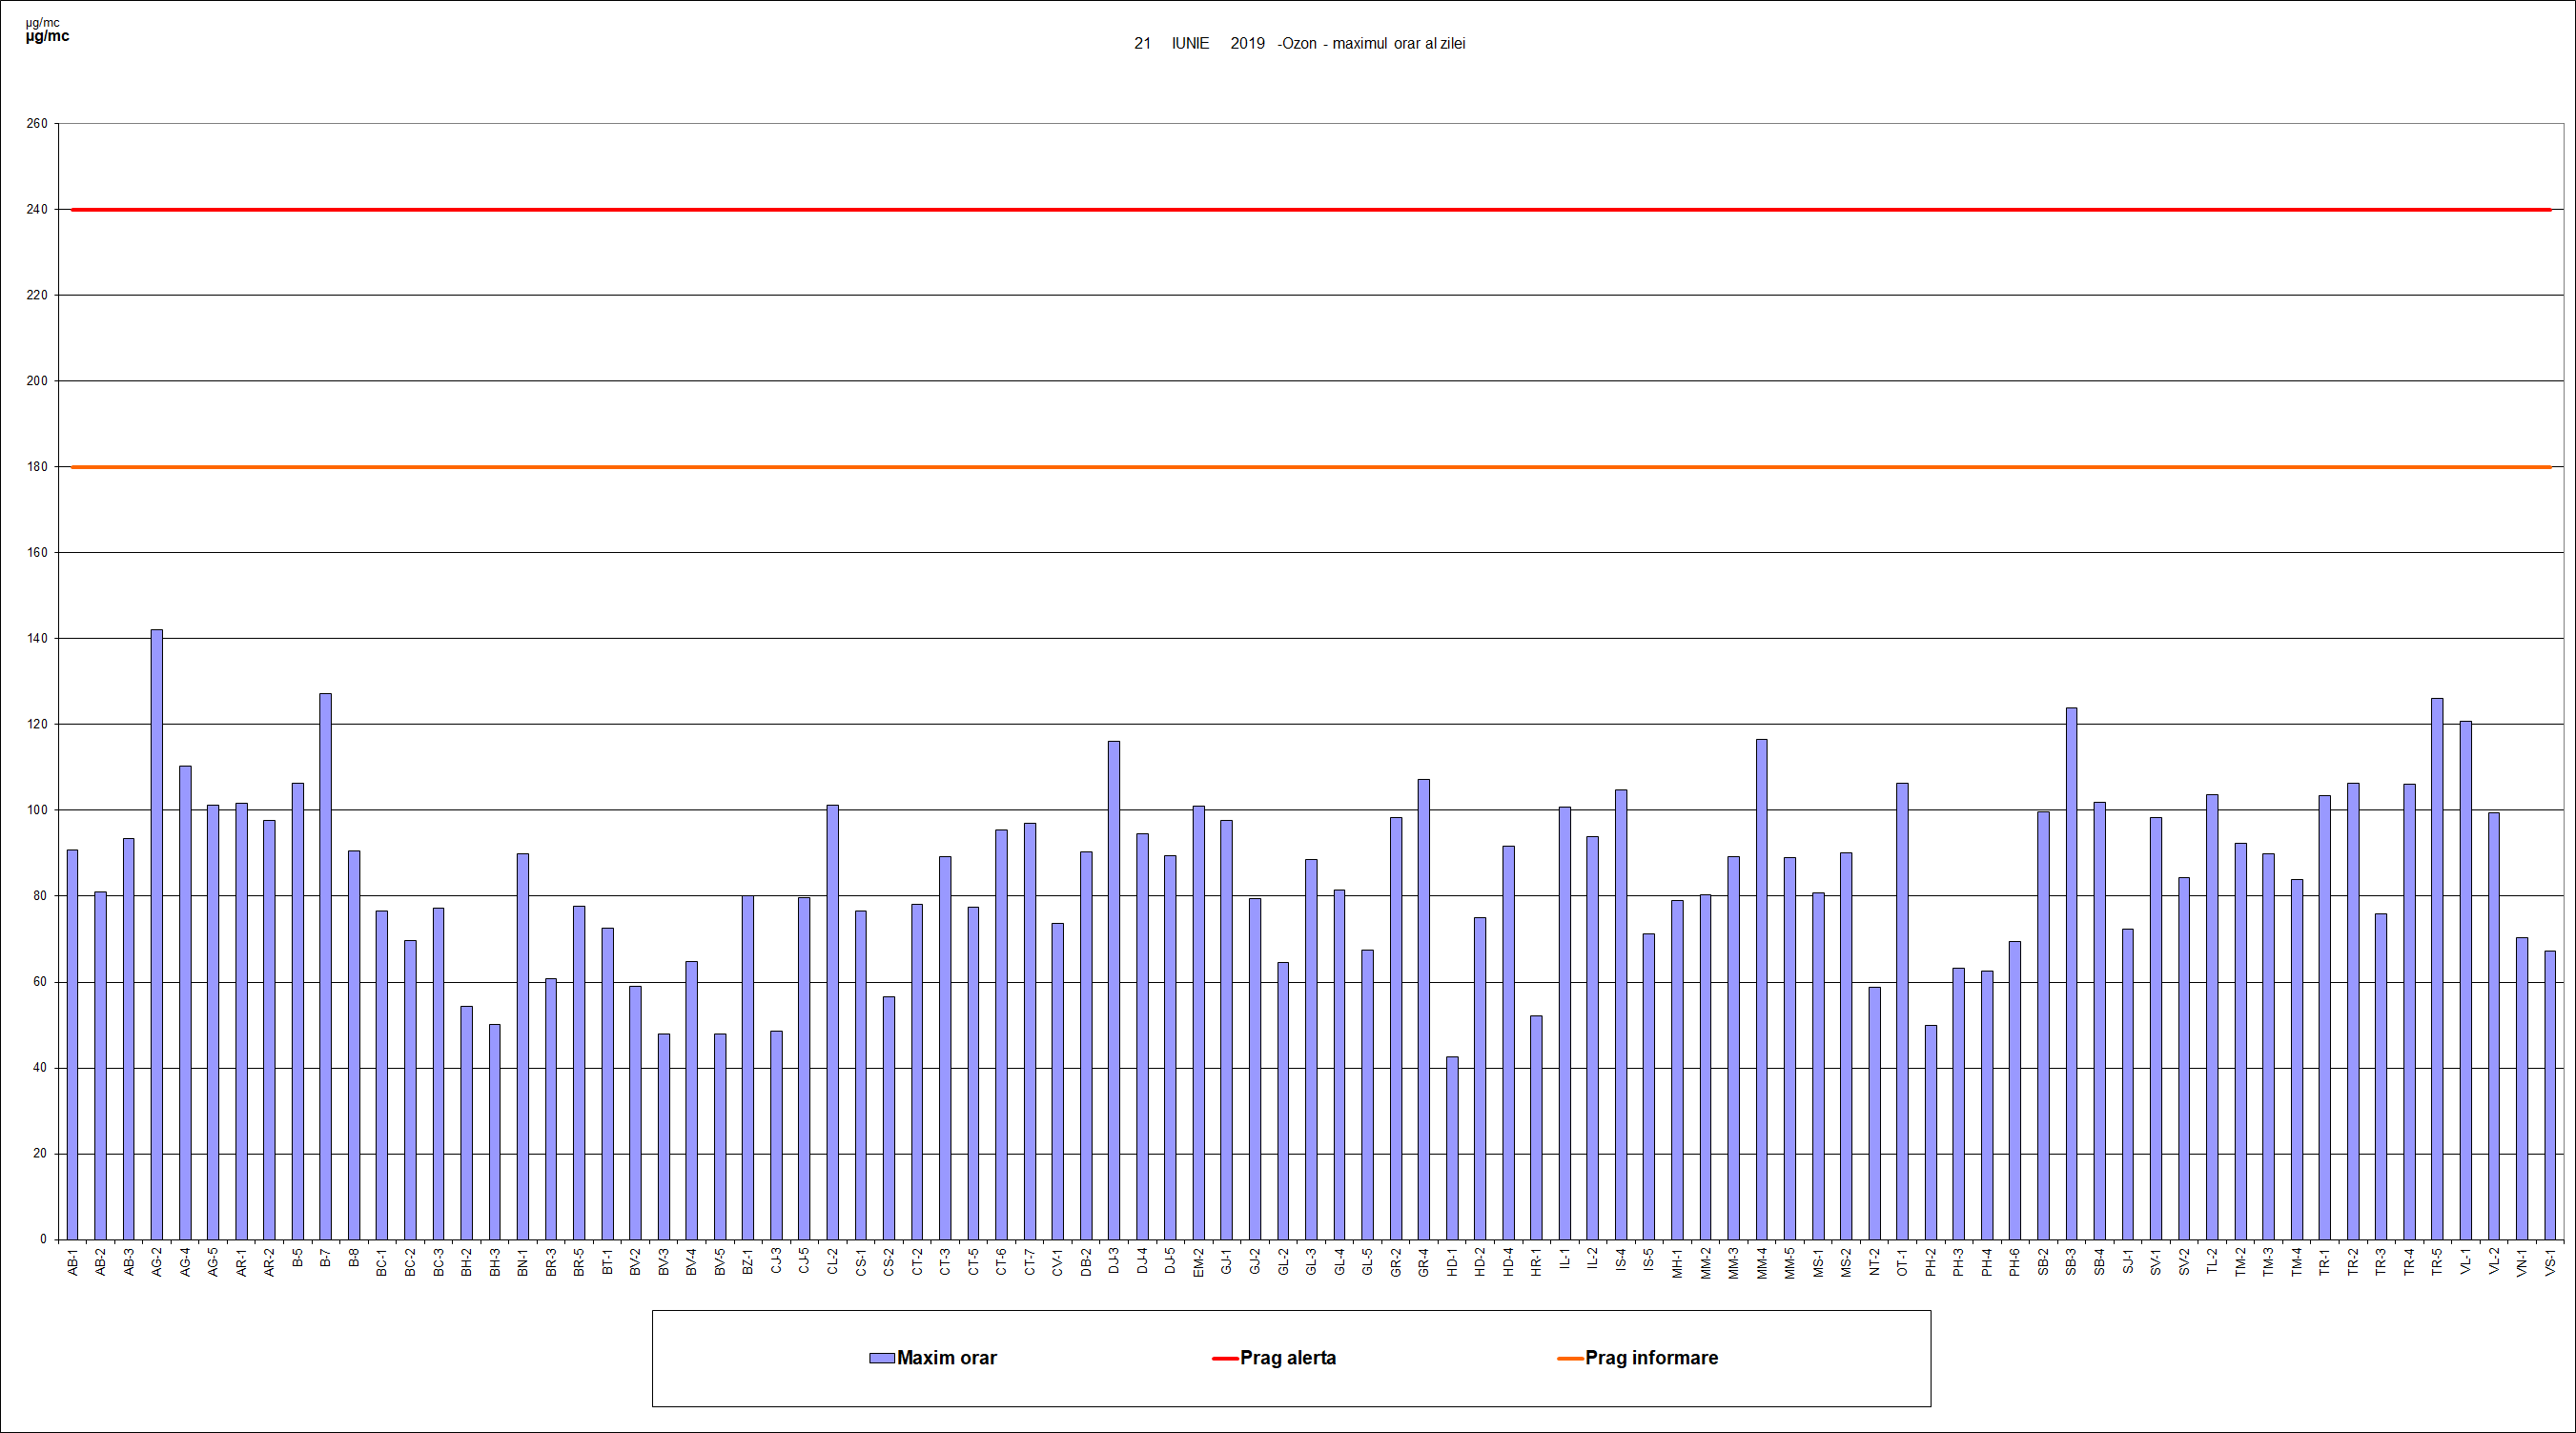 µg/mc
µg/mc
21 IUNIE 2019 -Ozon - maximul orar al zilei
260
240
220
200
180
160
140
120
100
80
60
40
20
0
AB-1 AB-2 AB-3 AG-2 AG-4 AG-5 AR-1 AR-2 B-5 B-7 B-8 BC-1 BC-2 BC-3 BH-2 BH-3 BN-1 BR-3 BR-5 BT-1 BV-2 BV-3 BV-4 BV-5 BZ-1 CJ-3 CJ-5 CL-2 CS-1 CS-2 CT-2 CT-3 CT-5 CT-6 CT-7 CV-1 DB-2 DJ-3 DJ-4 DJ-5 EM-2 GJ-1 GJ-2 GL-2 GL-3 GL-4 GL-5 GR-2 GR-4 HD-1 HD-2 HD-4 HR-1 IL-1 IL-2 IS-4 IS-5 MH-1 MM-2 MM-3 MM-4 MM-5 MS-1 MS-2 NT-2 OT-1 PH-2 PH-3 PH-4 PH-6 SB-2 SB-3 SB-4 SJ-1 SV-1 SV-2 TL-2 TM-2 TM-3 TM-4 TR-1 TR-2 TR-3 TR-4 TR-5 VL-1 VL-2 VN-1 VS-1
Maxim orar Prag alerta Prag informare